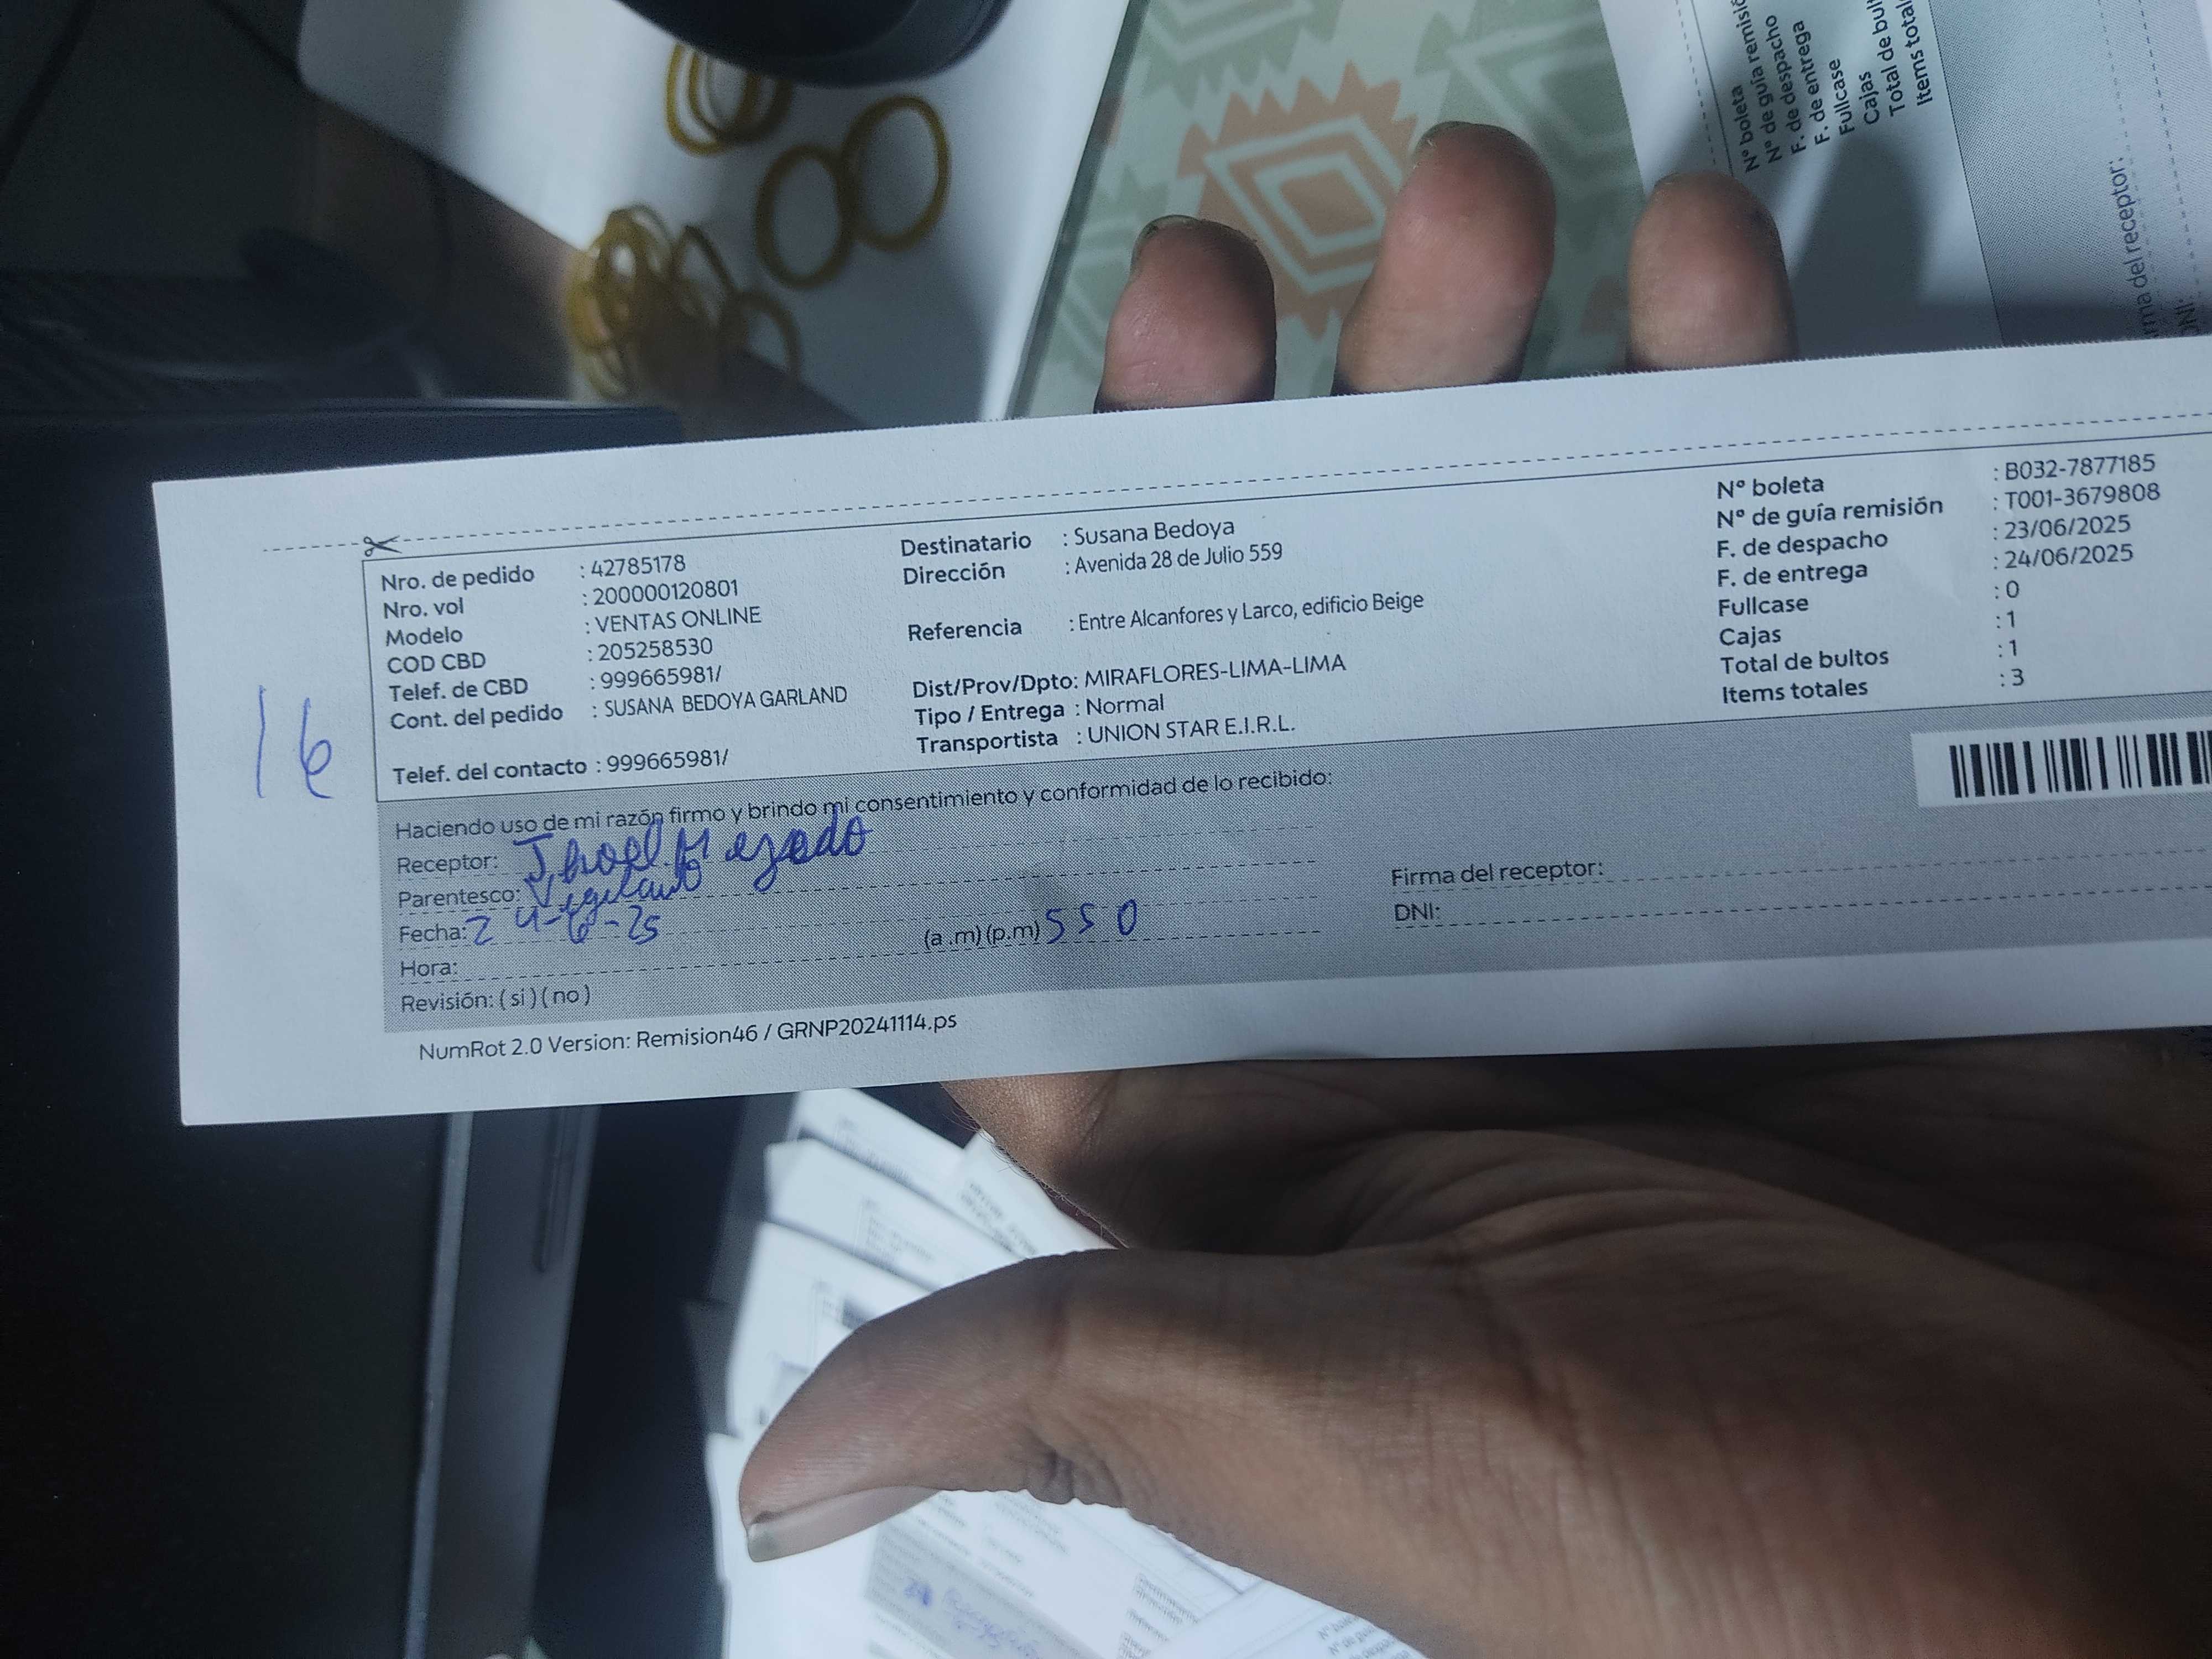 Nº boleta
Nº de guía remisió
F. de despacho
F. de entrega
Fullcase
Cajas
Total de bul
Items total
rma del receptor:
DNI:
Nro. de pedido : 42785178
Nro. vol : 200000120801
Modelo : VENTAS ONLINE
COD CBD : 205258530
Telef. de CBD : 999665981/
Cont. del pedido : SUSANA BEDOYA GARLAND
Telef. del contacto : 999665981/
Destinatario : Susana Bedoya
Dirección : Avenida 28 de Julio 559
Referencia : Entre Alcanfores y Larco, edificio Beige
Dist/Prov/Dpto: MIRAFLORES-LIMA-LIMA
Tipo / Entrega : Normal
Transportista : UNION STAR E.I.R.L.
Nº boleta : B032-7877185
Nº de guía remisión : T001-3679808
F. de despacho : 23/06/2025
F. de entrega : 24/06/2025
Fullcase : 0
Cajas : 1
Total de bultos : 1
Items totales : 3
16
Haciendo uso de mi razón firmo y brindo mi consentimiento y conformidad de lo recibido:
Receptor: Jhoel
Parentesco: Vigilante
Fecha: 24-6-25
Hora: (a.m)(p.m) 550
Revisión: (si)(no)
Firma del receptor:
DNI:
NumRot 2.0 Version: Remision46 / GRNP20241114.ps